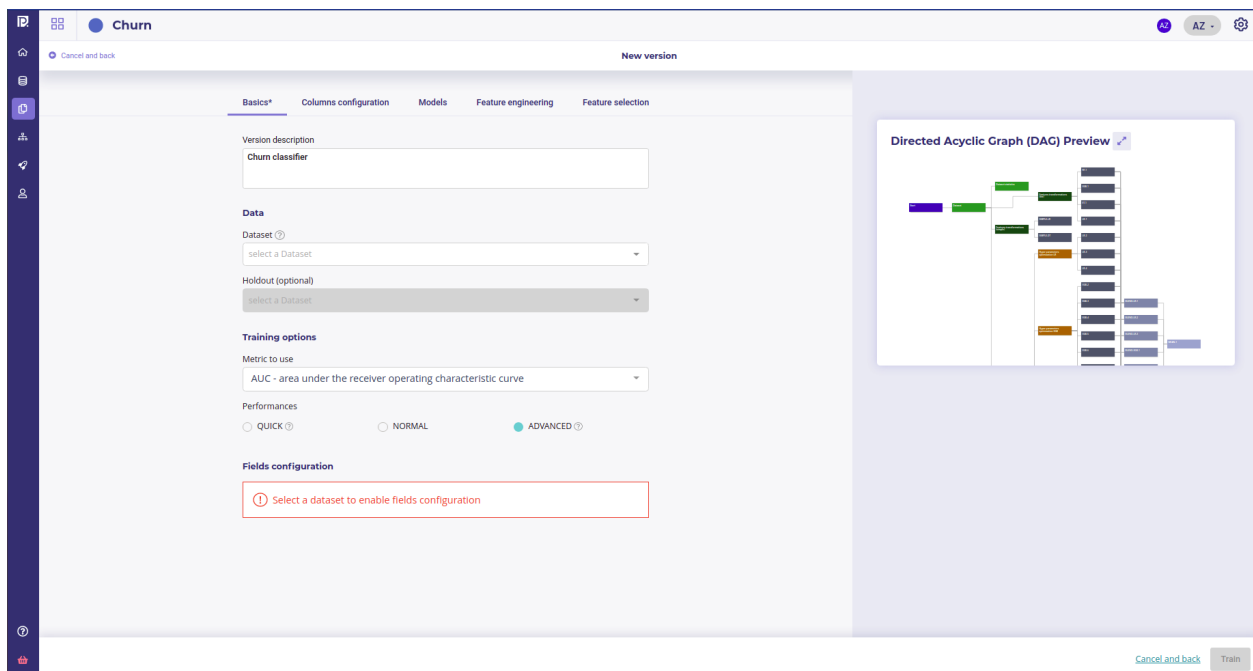 Churn
AZ
AZ
Cancel and back
New version
Basics*
Columns configuration
Models
Feature engineering
Feature selection
Version description
Churn classifier
Data
Dataset
select a Dataset
Holdout (optional)
select a Dataset
Training options
Metric to use
AUC - area under the receiver operating characteristic curve
Performances
QUICK
NORMAL
ADVANCED
Fields configuration
Select a dataset to enable fields configuration
Directed Acyclic Graph (DAG) Preview
Cancel and back
Train